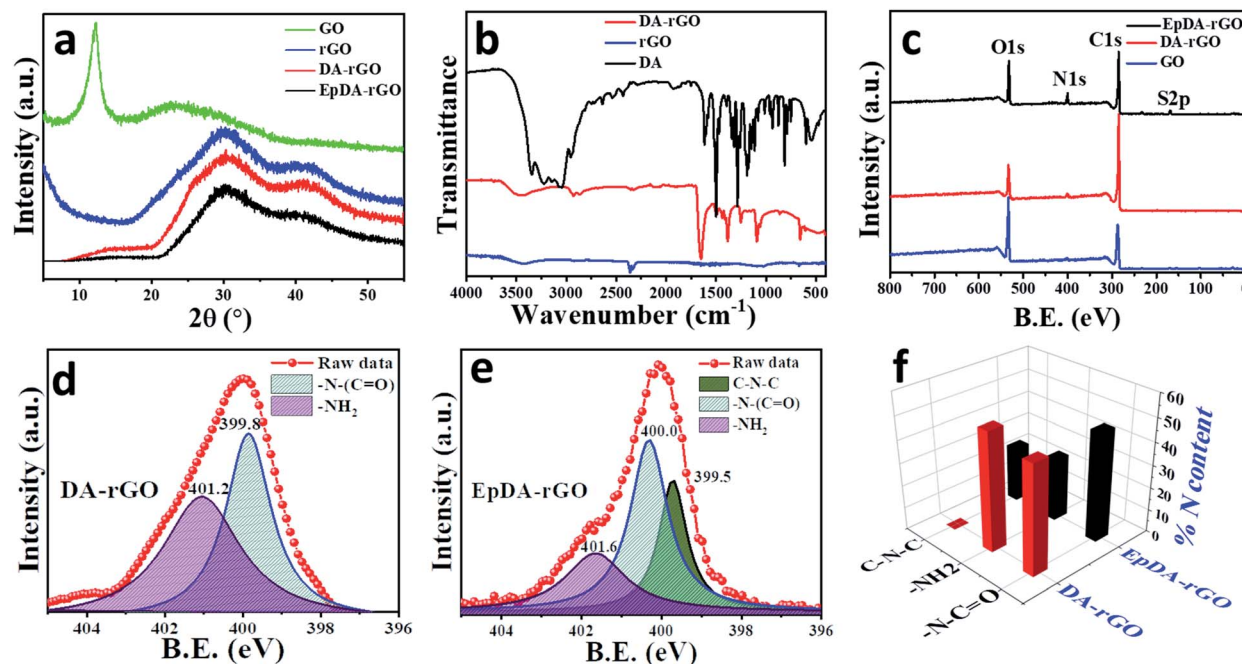 a
GO
rGO
DA-rGO
EpDA-rGO
Intensity (a.u.)
10 20 30 40 50
2θ (°)
b
DA-rGO
rGO
DA
Transmittance
4000 3500 3000 2500 2000 1500 1000 500
Wavenumber (cm⁻¹)
c
EpDA-rGO
DA-rGO
GO
O1s
N1s
C1s
S2p
Intensity (a.u.)
800 700 600 500 400 300 200 100 0
B.E. (eV)
d
Raw data
-N-(C=O)
-NH₂
399.8
401.2
DA-rGO
Intensity (a.u.)
404 402 400 398 396
B.E. (eV)
e
Raw data
C-N-C
-N-(C=O)
-NH₂
400.0
399.5
401.6
EpDA-rGO
Intensity (a.u.)
404 402 400 398 396
B.E. (eV)
f
60
50
40
30
20
10
0
% N content
C-N-C
-NH2
-N-C=O
DA-rGO
EpDA-rGO